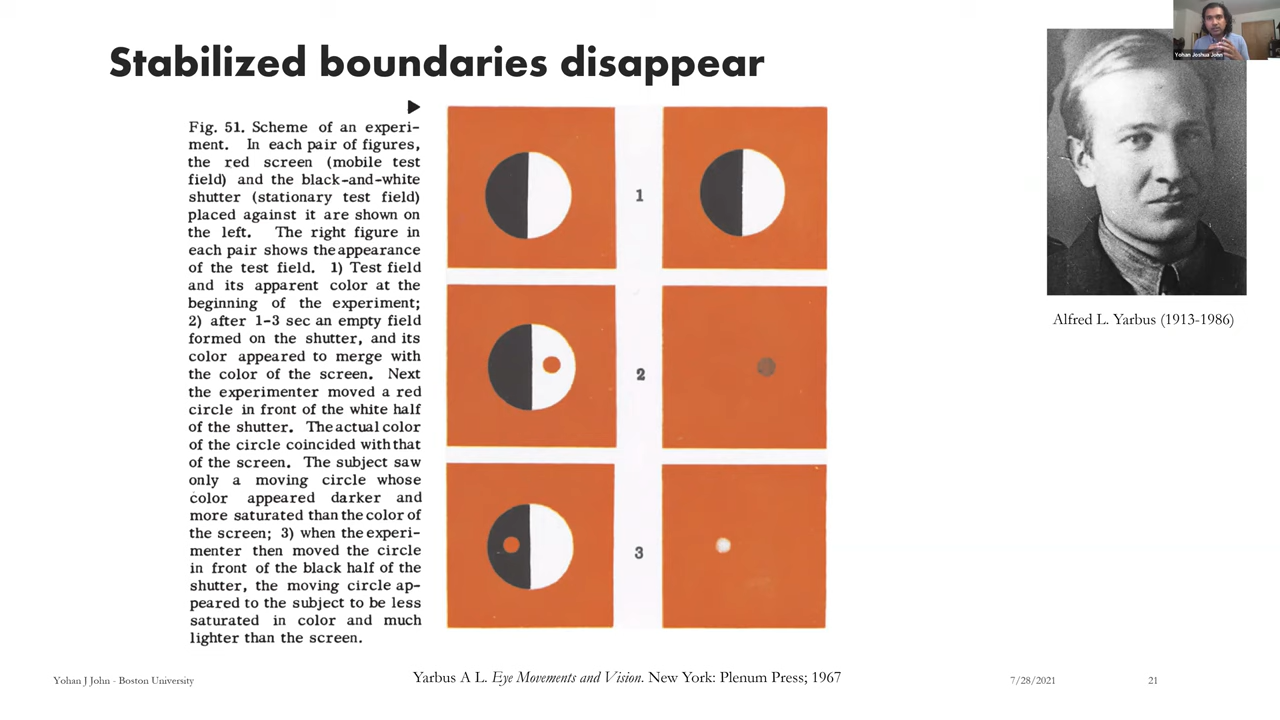 Stabilized boundaries disappear
Yohan Joshua John
Fig. 51. Scheme of an experi-
ment. In each pair of figures,
the red screen (mobile test
field) and the black-and-white
shutter (stationary test field)
placed against it are shown on
the left. The right figure in
each pair shows the appearance
of the test field. 1) Test field
and its apparent color at the
beginning of the experiment;
2) after 1-3 sec an empty field
formed on the shutter, and its
color appeared to merge with
the color of the screen. Next
the experimenter moved a red
circle in front of the white half
of the shutter. The actual color
of the circle coincided with that
of the screen. The subject saw
only a moving circle whose
color appeared darker and
more saturated than the color of
the screen; 3) when the experi-
menter then moved the circle
in front of the black half of the
shutter, the moving circle ap-
peared to the subject to be less
saturated in color and much
lighter than the screen.
1
2
3
Alfred L. Yarbus (1913-1986)
Yohan J John - Boston University
Yarbus A L. Eye Movements and Vision. New York: Plenum Press; 1967
7/28/2021
21